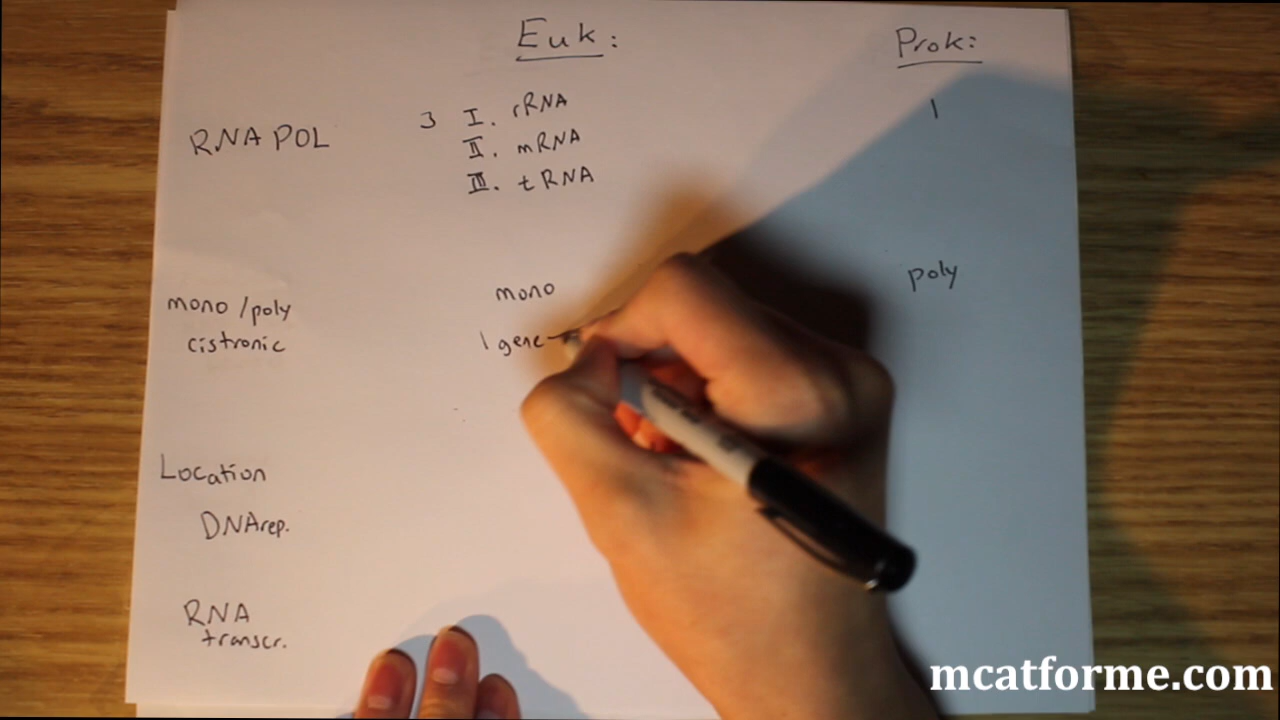 Euk:
Prok:
RNA POL
3 I. rRNA
II. mRNA
III. tRNA
1
mono/poly
cistronic
mono
1 gene
poly
Location
DNA rep.
RNA
transcr.
mcatforme.com